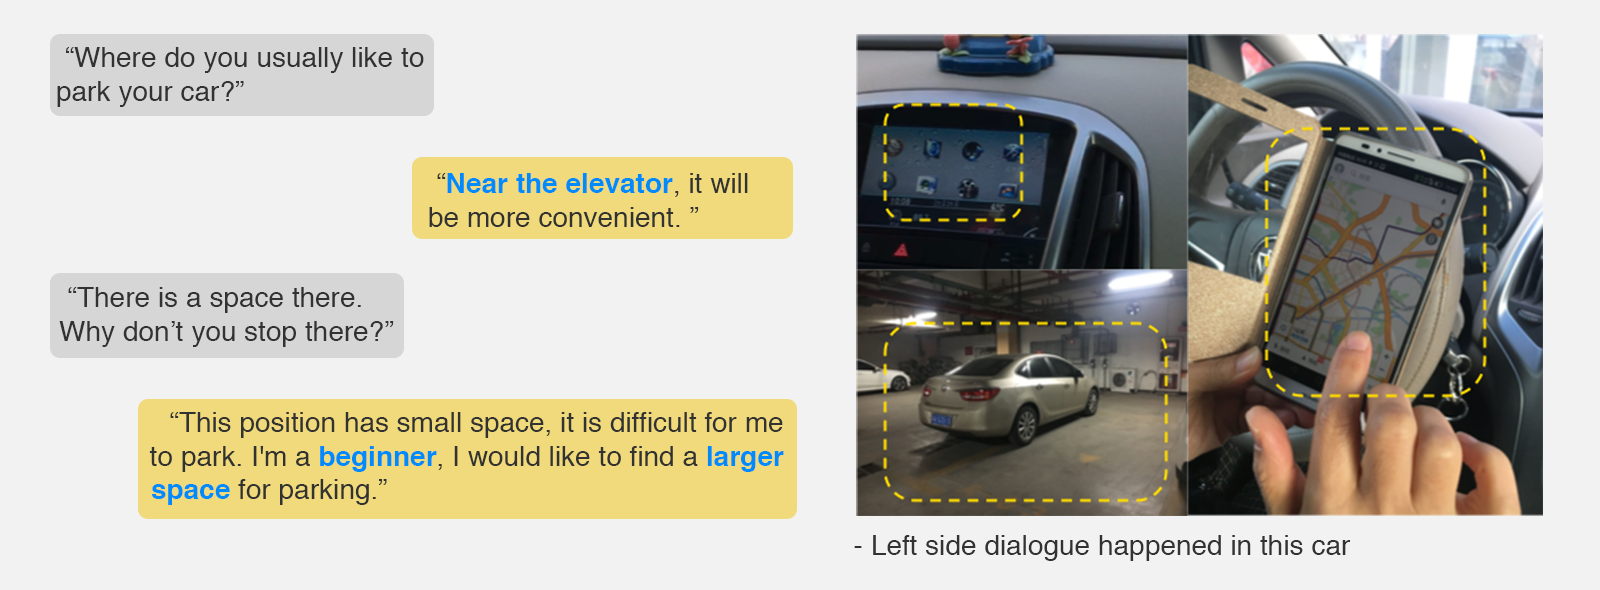 “Where do you usually like to
park your car?”
“Near the elevator, it will
be more convenient. ”
“There is a space there.
Why don’t you stop there?”
“This position has small space, it is difficult for me
to park. I'm a beginner, I would like to find a larger
space for parking.”
- Left side dialogue happened in this car